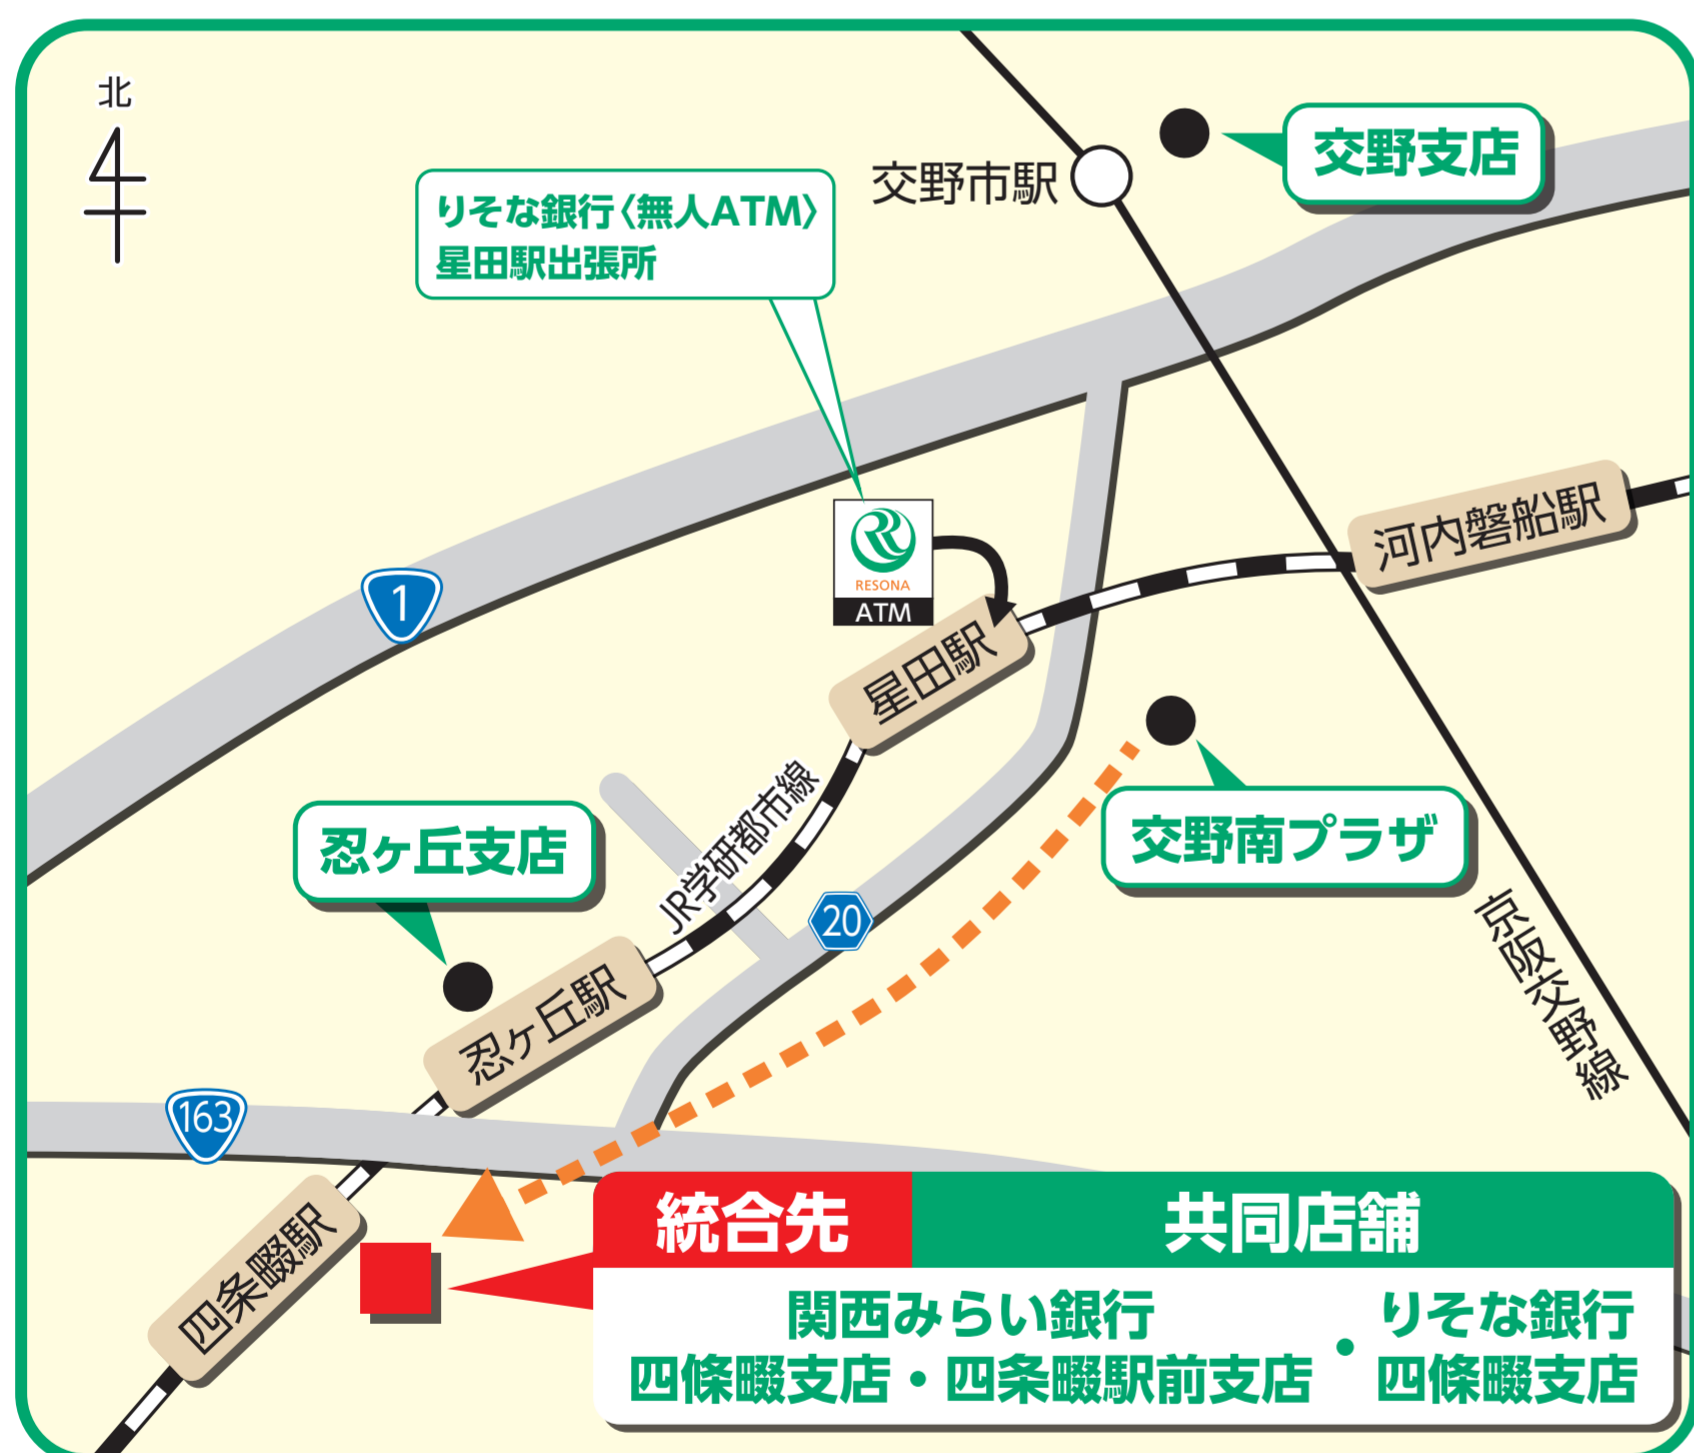 北
交野支店
交野市駅
りそな銀行〈無人ATM〉
星田駅出張所
河内磐船駅
RESONA
ATM
1
星田駅
JR学研都市線
忍ヶ丘支店
交野南プラザ
20
京阪交野線
忍ヶ丘駅
163
四条畷駅
統合先
共同店舗
関西みらい銀行
四條畷支店・四条畷駅前支店
・
りそな銀行
四條畷支店